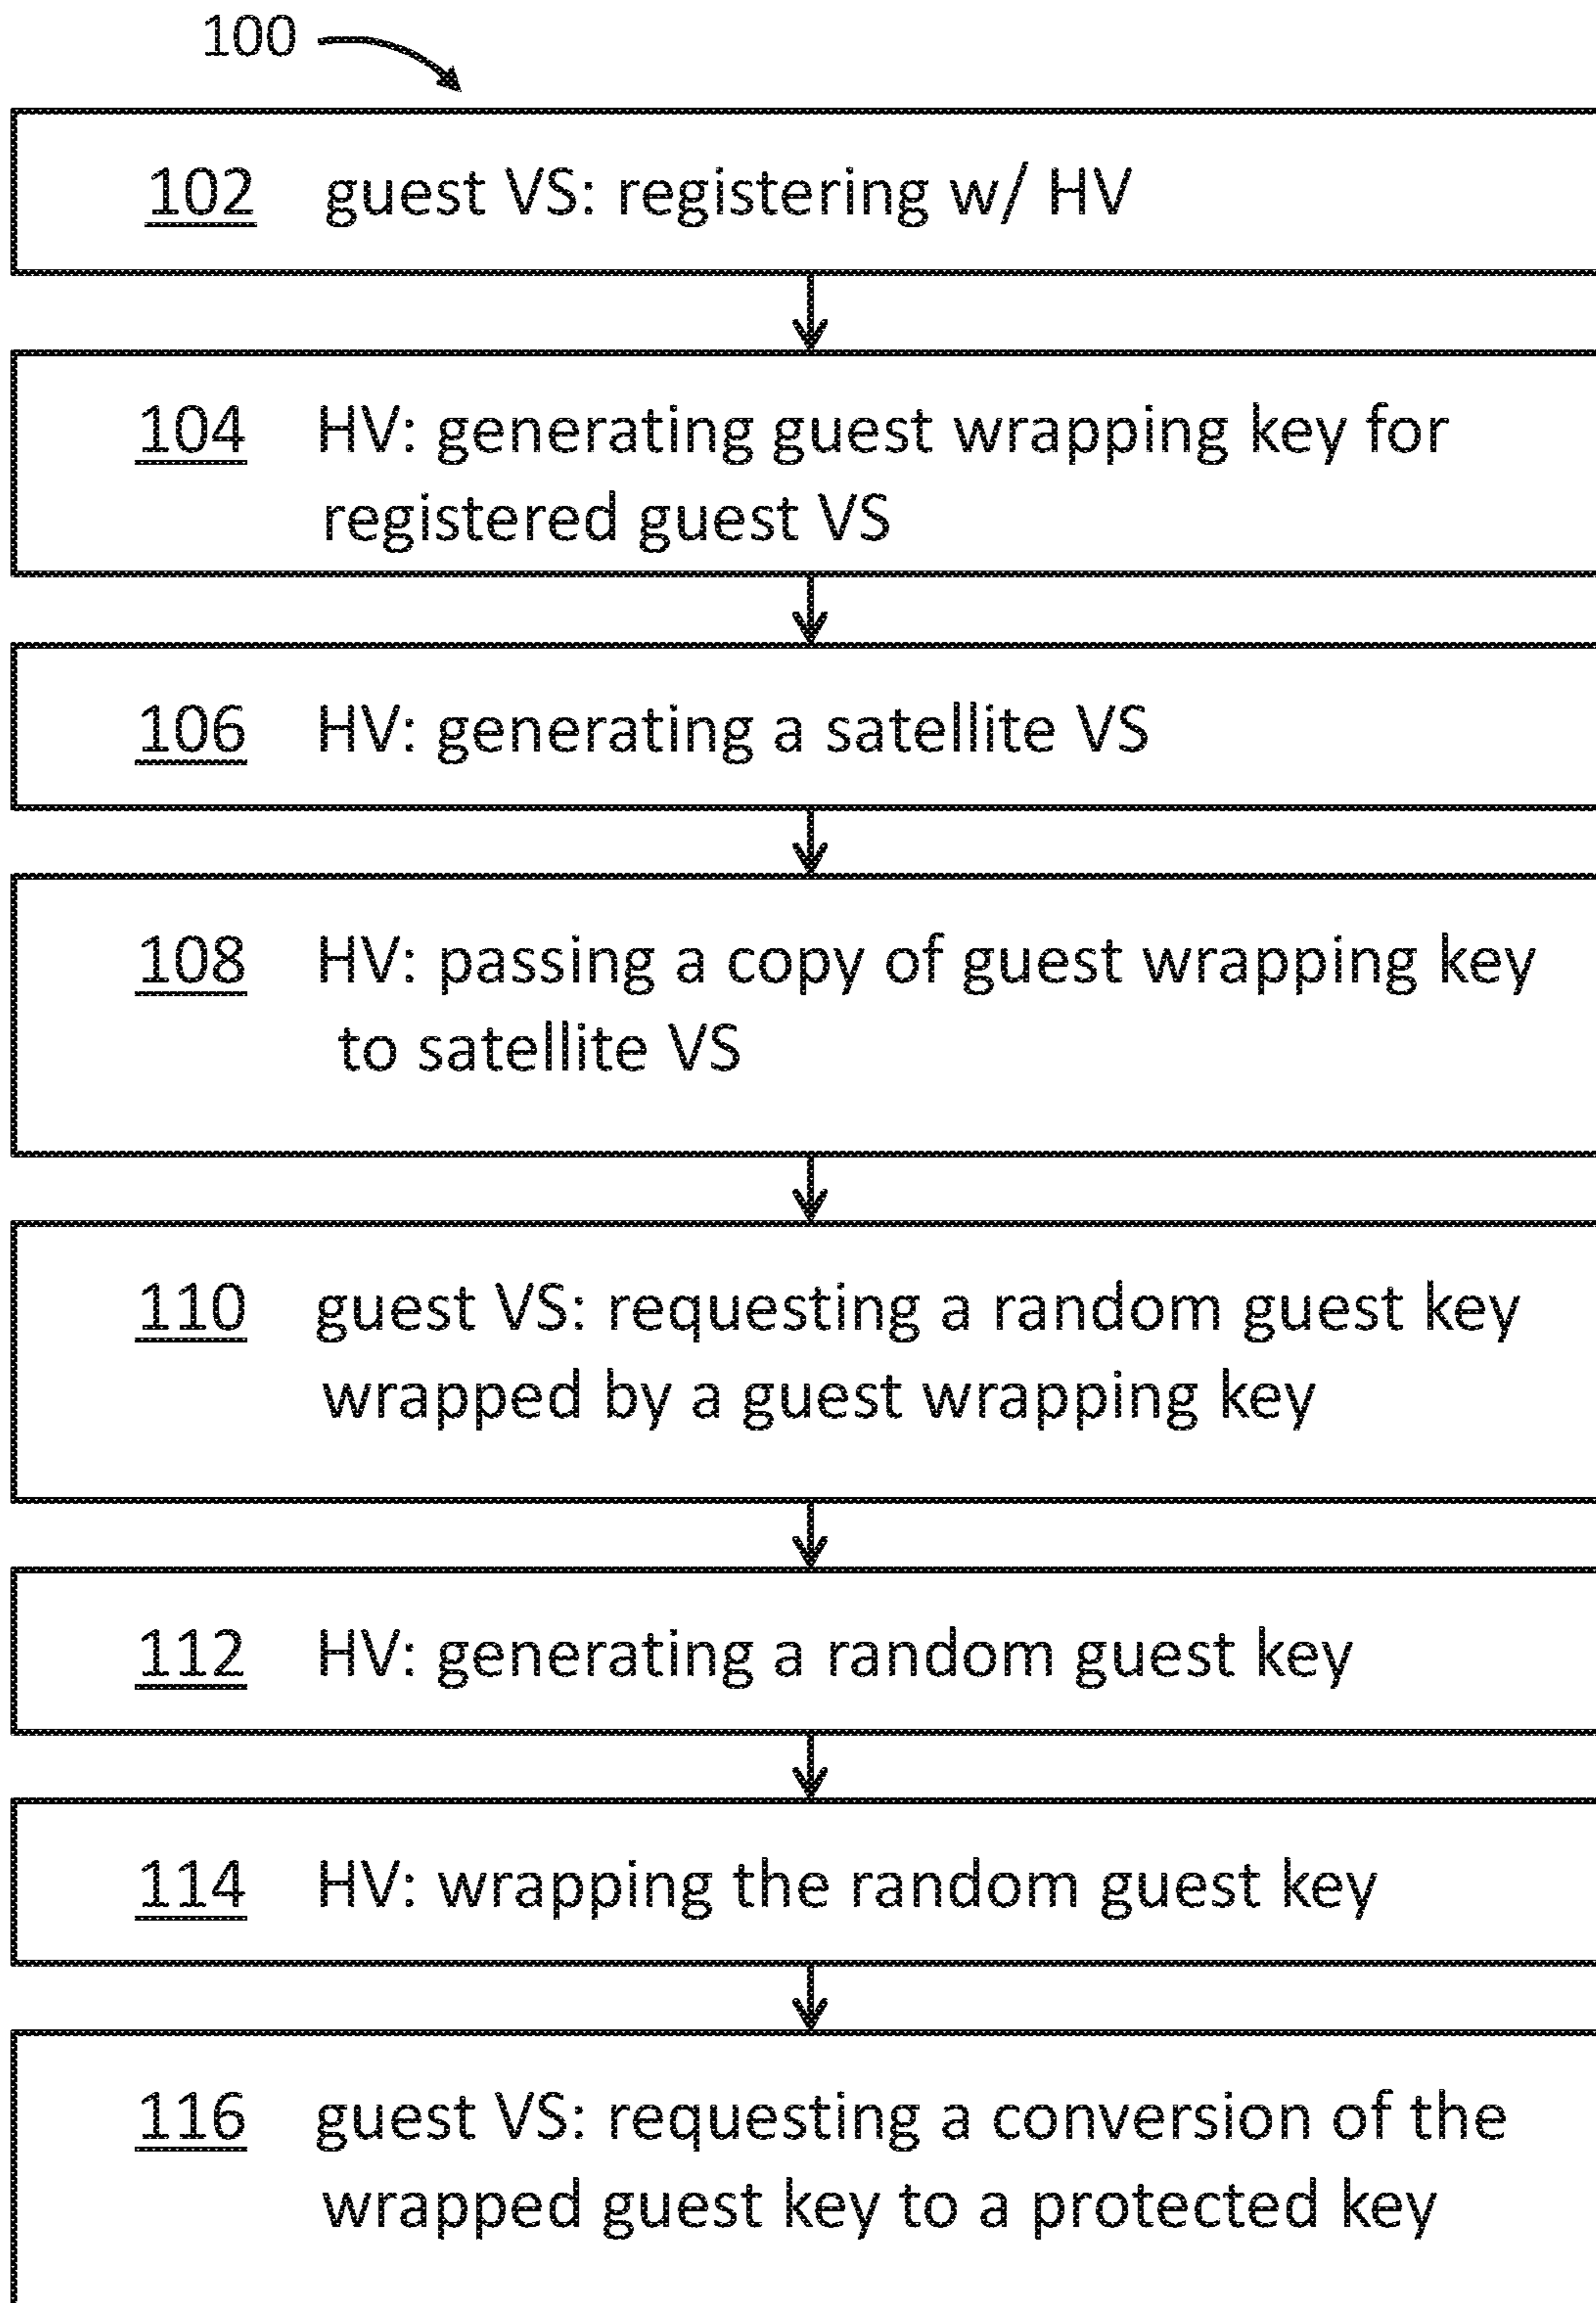 100
102 guest VS: registering w/ HV
104 HV: generating guest wrapping key for
registered guest VS
106 HV: generating a satellite VS
108 HV: passing a copy of guest wrapping key
to satellite VS
110 guest VS: requesting a random guest key
wrapped by a guest wrapping key
112 HV: generating a random guest key
114 HV: wrapping the random guest key
116 guest VS: requesting a conversion of the
wrapped guest key to a protected key